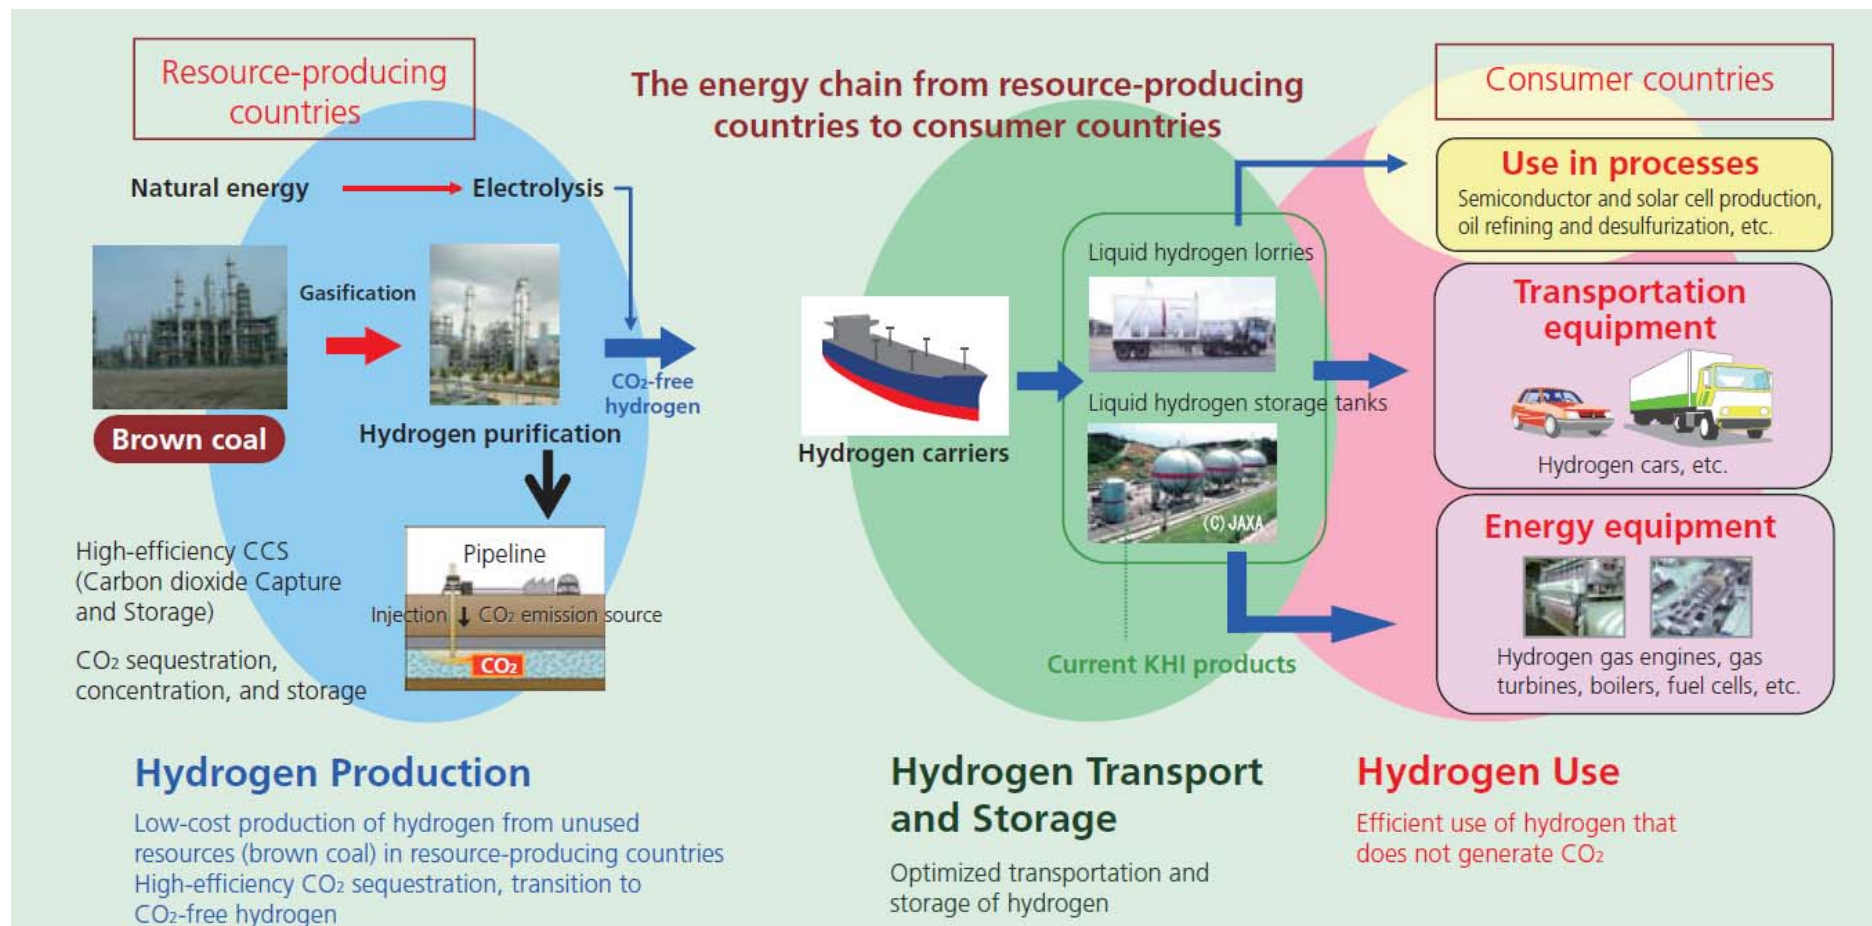 Resource-producing
countries
The energy chain from resource-producing
countries to consumer countries
Consumer countries
Natural energy
Electrolysis
Gasification
Brown coal
Hydrogen purification
CO₂-free
hydrogen
High-efficiency CCS
(Carbon dioxide Capture
and Storage)
CO₂ sequestration,
concentration, and storage
Pipeline
Injection
CO₂ emission source
CO₂
Hydrogen carriers
Liquid hydrogen lorries
Liquid hydrogen storage tanks
(C) JAXA
Current KHI products
Use in processes
Semiconductor and solar cell production,
oil refining and desulfurization, etc.
Transportation
equipment
Hydrogen cars, etc.
Energy equipment
Hydrogen gas engines, gas
turbines, boilers, fuel cells, etc.
Hydrogen Production
Low-cost production of hydrogen from unused
resources (brown coal) in resource-producing countries
High-efficiency CO₂ sequestration, transition to
CO₂-free hydrogen
Hydrogen Transport
and Storage
Optimized transportation and
storage of hydrogen
Hydrogen Use
Efficient use of hydrogen that
does not generate CO₂